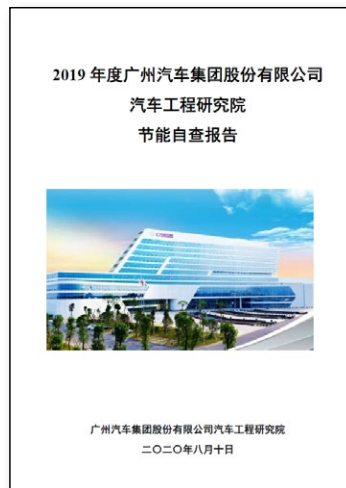 2019 年度广州汽车集团股份有限公司
汽车工程研究院
节能自查报告
广州汽车集团股份有限公司汽车工程研究院
二〇二〇年八月十日